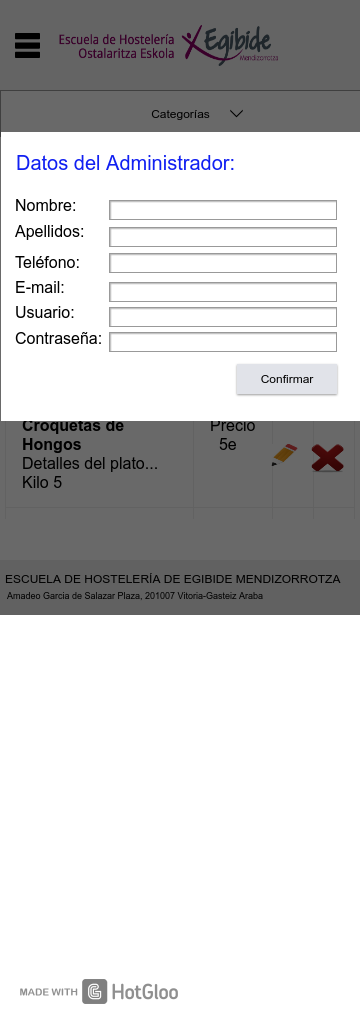 Escuela de Hostelería
Ostalaritza Eskola
Egibide
Mendizorrotza
Categorías
Datos del Administrador:
Nombre:
Apellidos:
Teléfono:
E-mail:
Usuario:
Contraseña:
Confirmar
Croquetas de Precio
Hongos 5e
Detalles del plato...
Kilo 5
ESCUELA DE HOSTELERÍA DE EGIBIDE MENDIZORROTZA
Amadeo Garcia de Salazar Plaza, 201007 Vitoria-Gasteiz Araba
MADE WITH HotGloo